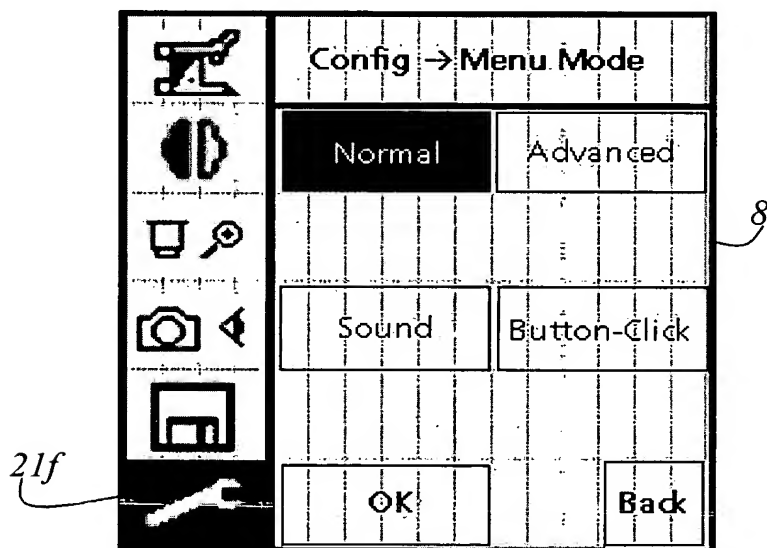 Config → Menu Mode
Normal Advanced
8
Sound Button-Click
21f
OK Back